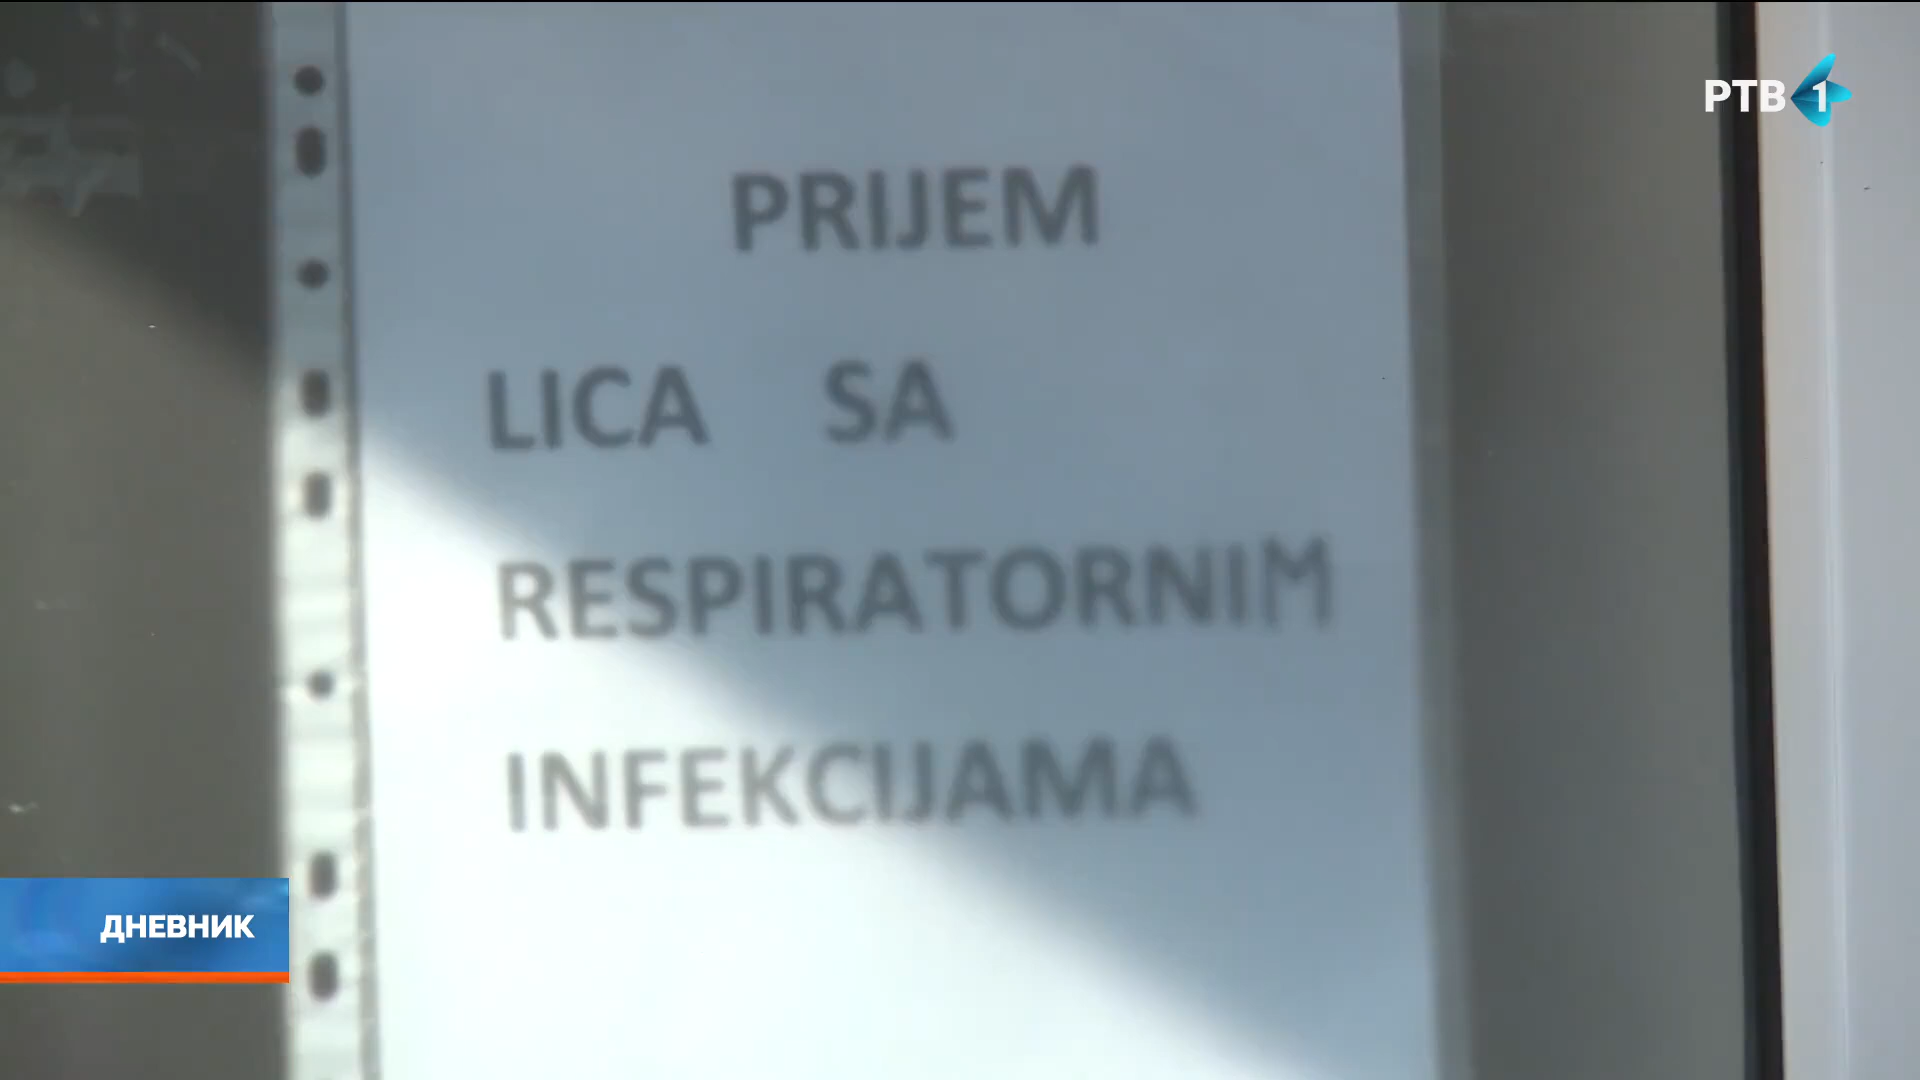 РТВ 1
PRIJEM
LICA SA
RESPIRATORNIM
INFEKCIJAMA
ДНЕВНИК